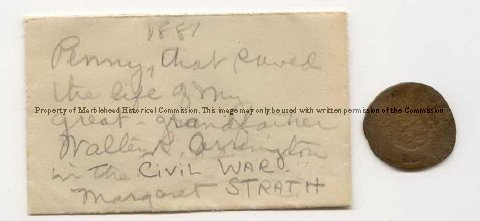 1881
Penny, that saved
the life of my
Property of Marblehead Historical Commission. This image may only be used with written permission of the Commission.
great-grandfather
Walter R.
in the CIVIL WAR.
Margaret STRATH